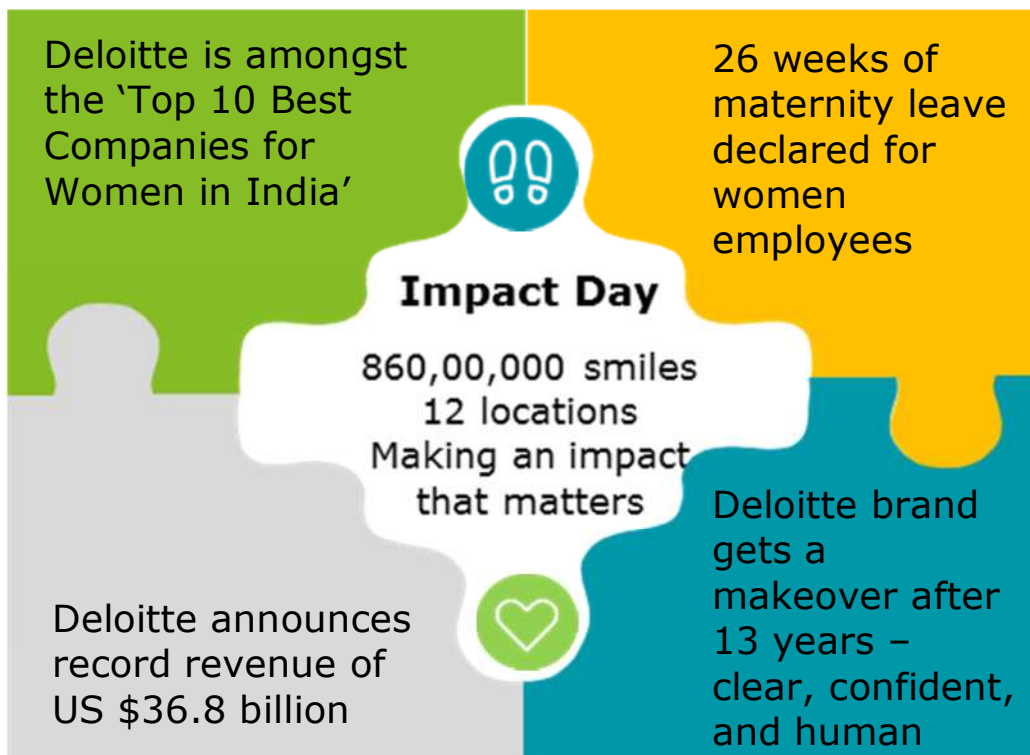 Deloitte is amongst
the ‘Top 10 Best
Companies for
Women in India’
26 weeks of
maternity leave
declared for
women
employees
Impact Day
860,00,000 smiles
12 locations
Making an impact
that matters
Deloitte announces
record revenue of
US $36.8 billion
Deloitte brand
gets a
makeover after
13 years –
clear, confident,
and human